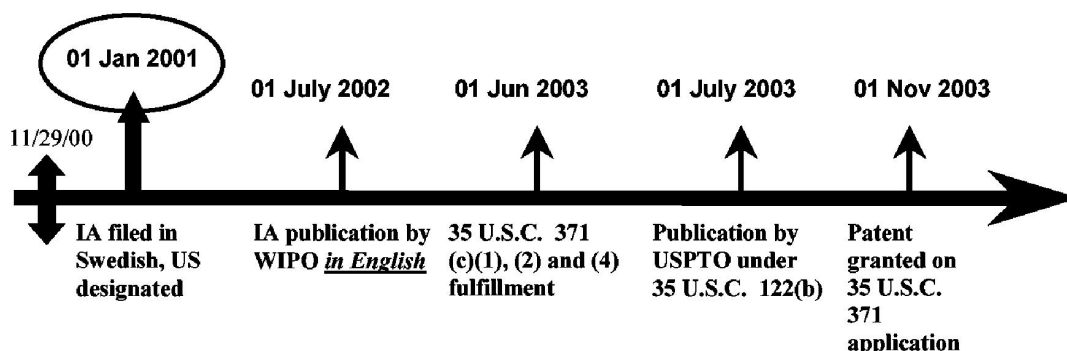 01 Jan 2001
01 July 2002
01 Jun 2003
01 July 2003
01 Nov 2003
11/29/00
IA filed in
Swedish, US
designated
IA publication by
WIPO in English
35 U.S.C. 371
(c)(1), (2) and (4)
fulfillment
Publication by
USPTO under
35 U.S.C. 122(b)
Patent
granted on
35 U.S.C.
371
application